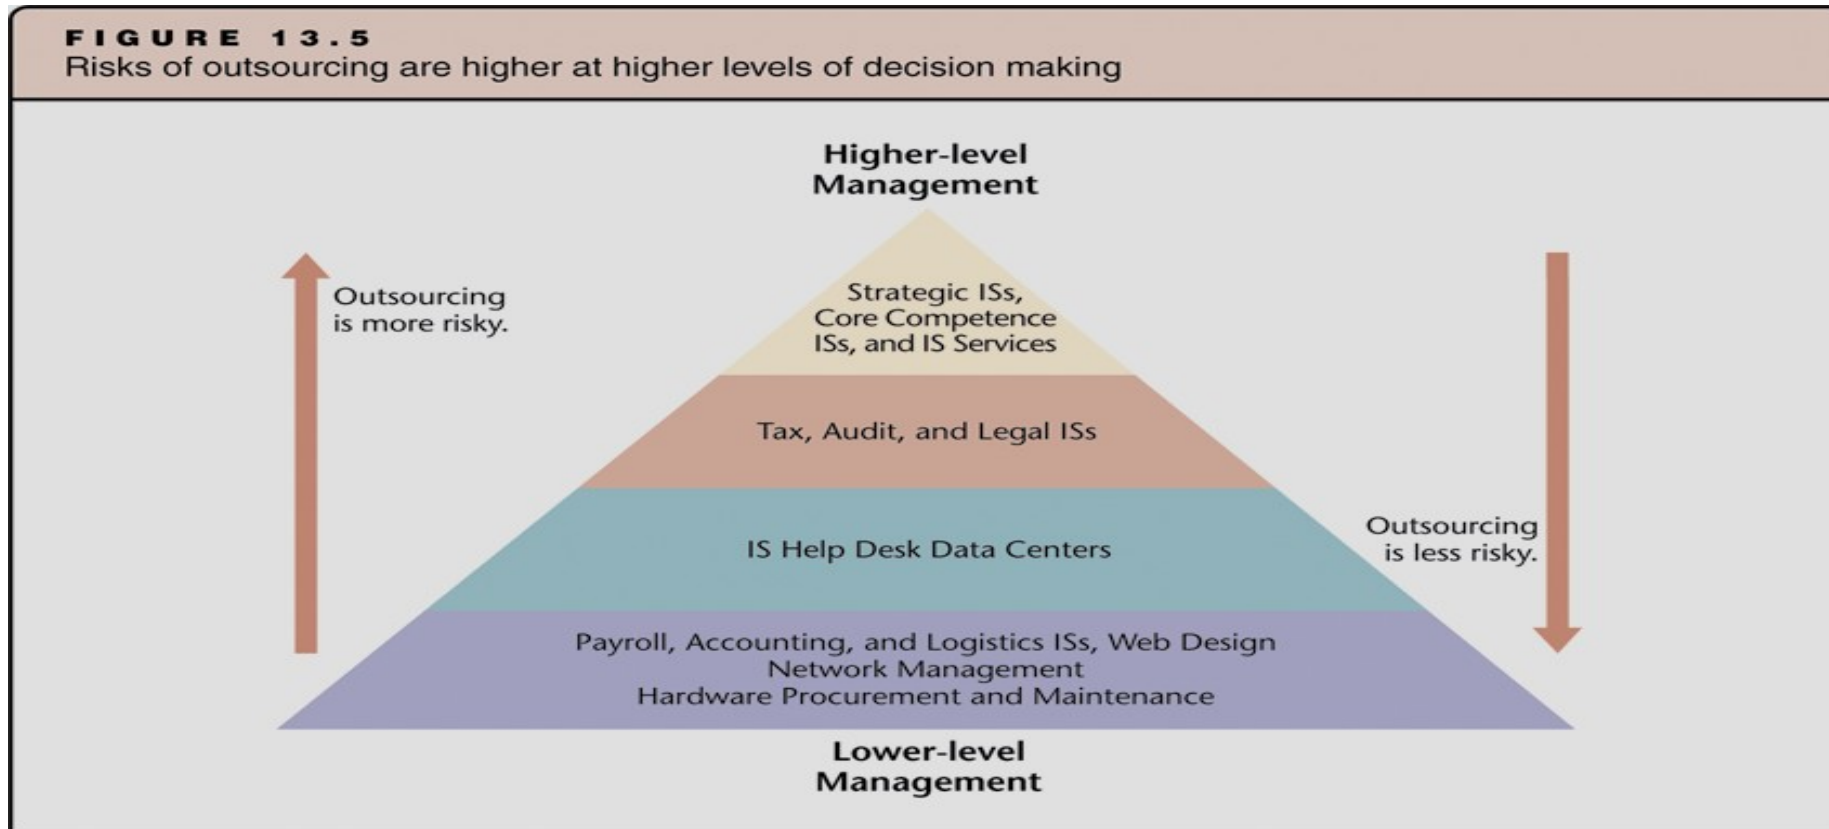 FIGURE 13.5
Risks of outsourcing are higher at higher levels of decision making
Higher-level
Management
Outsourcing
is more risky.
Strategic ISs,
Core Competence
ISs, and IS Services
Tax, Audit, and Legal ISs
IS Help Desk Data Centers
Outsourcing
is less risky.
Payroll, Accounting, and Logistics ISs, Web Design
Network Management
Hardware Procurement and Maintenance
Lower-level
Management